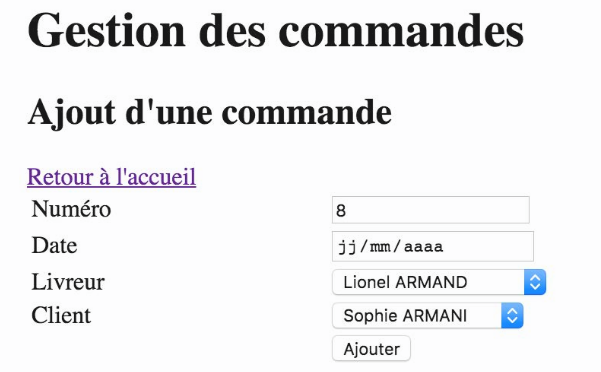 Gestion des commandes
Ajout d'une commande
Retour à l'accueil
Numéro 8
Date jj/mm/aaaa
Livreur Lionel ARMAND
Client Sophie ARMANI
Ajouter